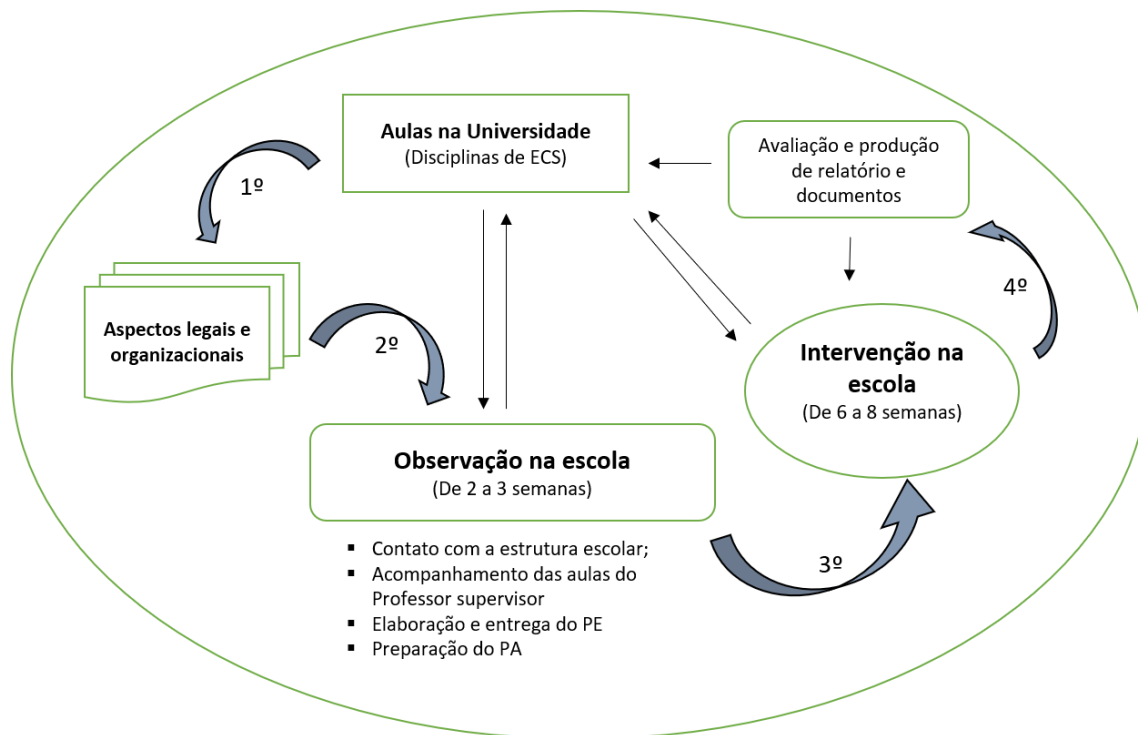 Aulas na Universidade
(Disciplinas de ECS)
Avaliação e produção
de relatório e
documentos
1º
Aspectos legais e
organizacionais
2º
4º
Intervenção na
escola
(De 6 a 8 semanas)
Observação na escola
(De 2 a 3 semanas)
3º
▪ Contato com a estrutura escolar;
▪ Acompanhamento das aulas do
Professor supervisor
▪ Elaboração e entrega do PE
▪ Preparação do PA